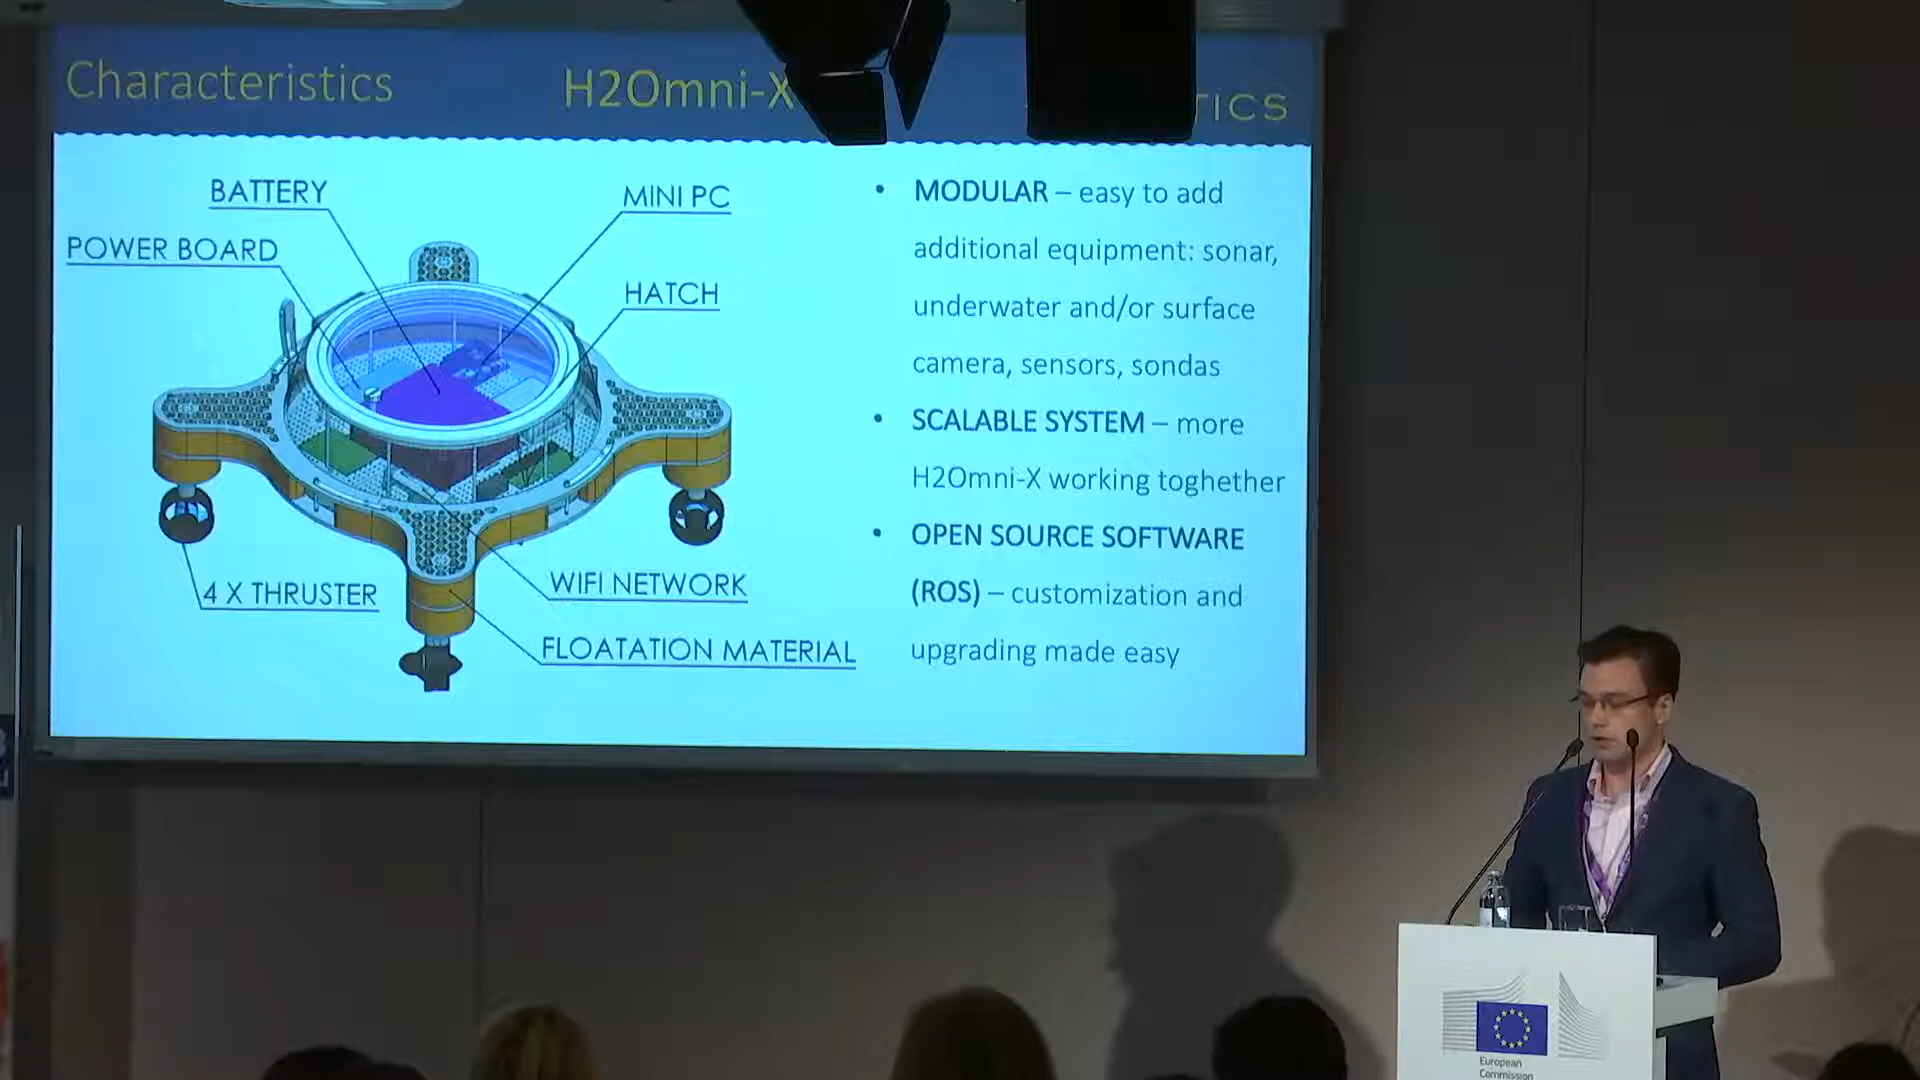 Characteristics
H2Omni-X
TICS
BATTERY
MINI PC
POWER BOARD
HATCH
4 X THRUSTER
WIFI NETWORK
FLOATATION MATERIAL
• MODULAR – easy to add
additional equipment: sonar,
underwater and/or surface
camera, sensors, sondas
• SCALABLE SYSTEM – more
H2Omni-X working toghether
• OPEN SOURCE SOFTWARE
(ROS) – customization and
upgrading made easy
European
Commission